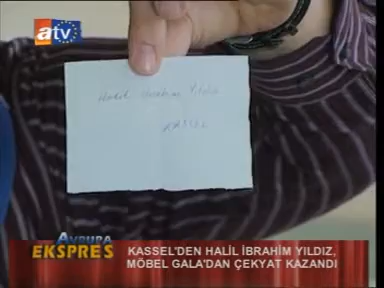 atv
Halil İbrahim Yıldız
KASSEL
AVRUPA
EKSPRES
KASSEL'DEN HALİL İBRAHİM YILDIZ,
MÖBEL GALA'DAN ÇEKYAT KAZANDI